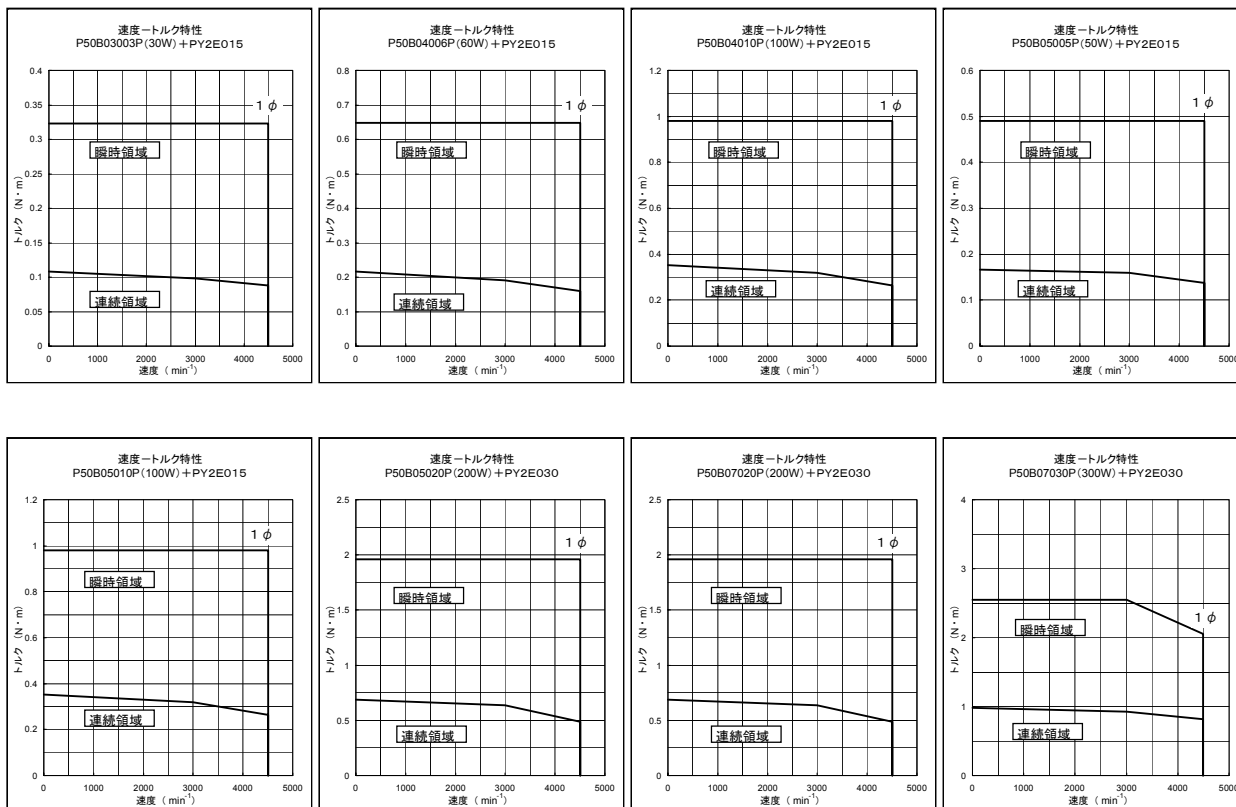 速度ートルク特性
P50B03003P(30W)+PY2E015
0.4
0.35
0.3
0.25
0.2
0.15
0.1
0.05
0
トルク (N・m)
1 φ
瞬時領域
連続領域
0 1000 2000 3000 4000 5000
速度 ( min-1)
速度ートルク特性
P50B04006P(60W)+PY2E015
0.8
0.7
0.6
0.5
0.4
0.3
0.2
0.1
0
トルク (N・m)
1 φ
瞬時領域
連続領域
0 1000 2000 3000 4000 5000
速度 ( min-1)
速度ートルク特性
P50B04010P(100W)+PY2E015
1.2
1
0.8
0.6
0.4
0.2
0
トルク (N・m)
1 φ
瞬時領域
連続領域
0 1000 2000 3000 4000 5000
速度 ( min-1)
速度ートルク特性
P50B05005P(50W)+PY2E015
0.6
0.5
0.4
0.3
0.2
0.1
0
トルク (N・m)
1 φ
瞬時領域
連続領域
0 1000 2000 3000 4000 5000
速度 ( min-1)
速度ートルク特性
P50B05010P(100W)+PY2E015
1.2
1
0.8
0.6
0.4
0.2
0
トルク (N・m)
1 φ
瞬時領域
連続領域
0 1000 2000 3000 4000 5000
速度 ( min-1)
速度ートルク特性
P50B05020P(200W)+PY2E030
2.5
2
1.5
1
0.5
0
トルク (N・m)
1 φ
瞬時領域
連続領域
0 1000 2000 3000 4000 5000
速度 ( min-1)
速度ートルク特性
P50B07020P(200W)+PY2E030
2.5
2
1.5
1
0.5
0
トルク (N・m)
1 φ
瞬時領域
連続領域
0 1000 2000 3000 4000 5000
速度 ( min-1)
速度ートルク特性
P50B07030P(300W)+PY2E030
4
3
2
1
0
トルク (N・m)
1 φ
瞬時領域
連続領域
0 1000 2000 3000 4000 5000
速度 ( min-1)